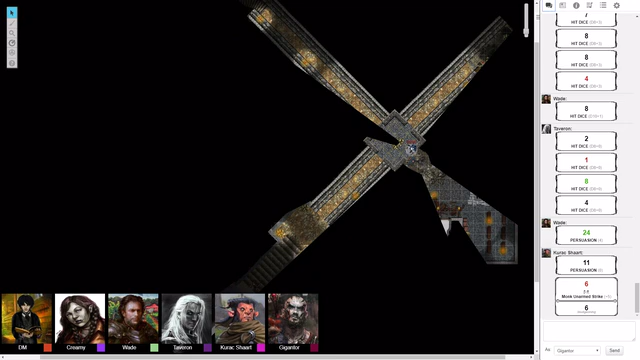 7
HIT DICE
8
HIT DICE
8
HIT DICE
4
HIT DICE
Wade:
8
HIT DICE
Taveron:
2
HIT DICE
1
HIT DICE
8
HIT DICE
4
HIT DICE
Wade:
24
PERSUASION
Kurac Shaart:
11
PERSUASION
6
Monk Unarmed Strike
6
As: Gigantor
Send
DM
Creamy
Wade
Taveron
Kurac Shaart
Gigantor